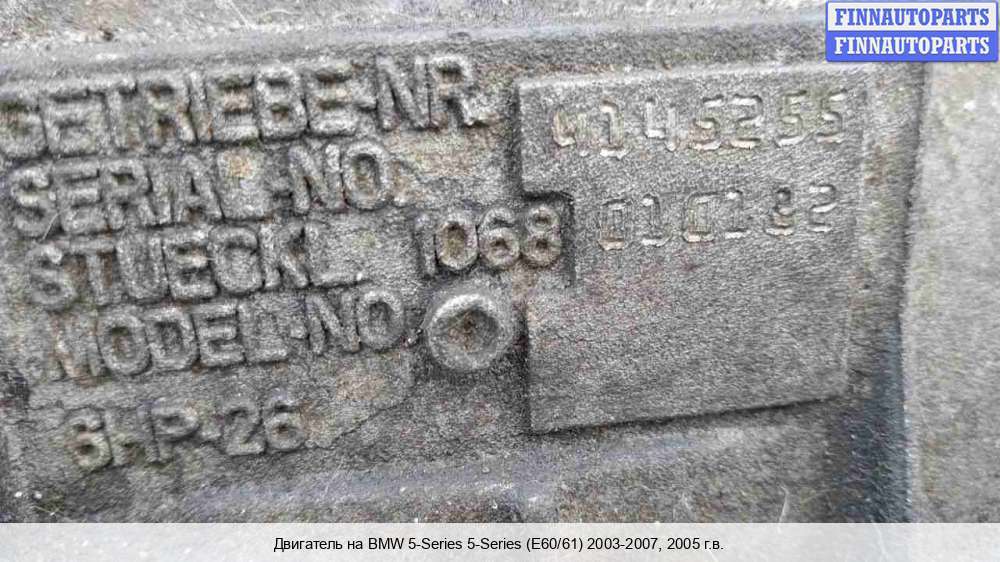 FINNAUTOPARTS
FINNAUTOPARTS
GETRIEBE-NR.
4145255
SERIAL-NO.
STUECKL.
1068
010182
MODEL-NO
6HP-26
Двигатель на BMW 5-Series 5-Series (E60/61) 2003-2007, 2005 г.в.